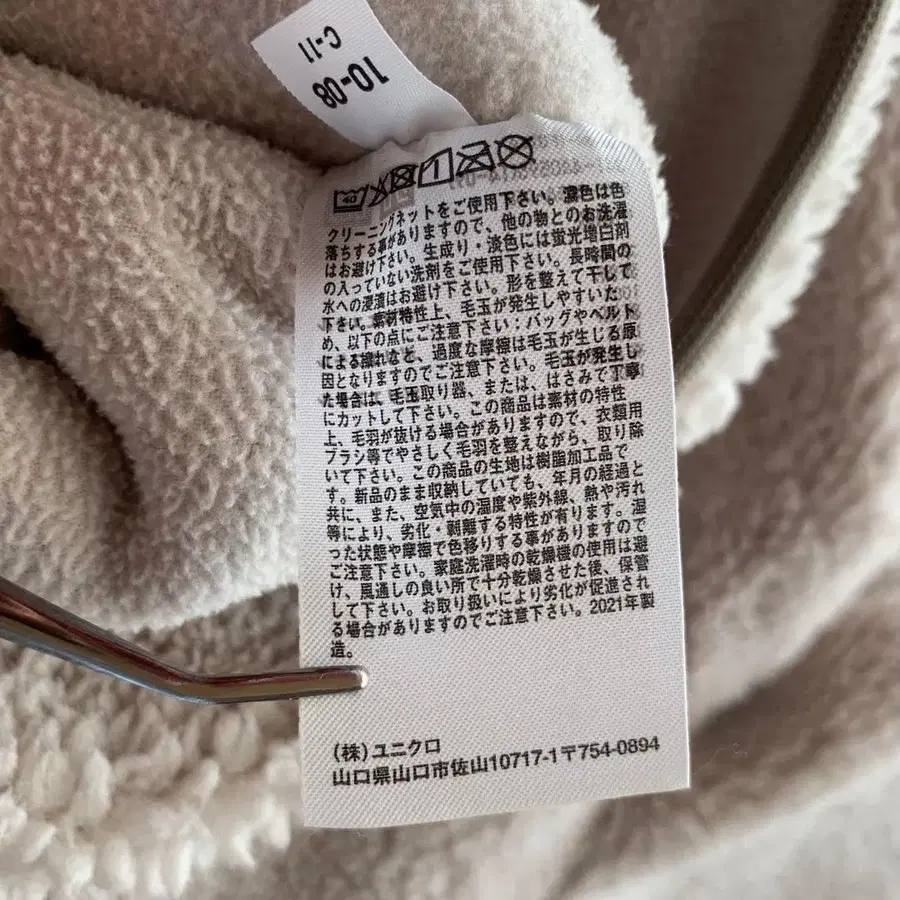 10-08
C-11
40
クリーニングネットをご使用下さい。濃色は色
落ちする事がありますので、他の物とのお洗濯
はお避け下さい。生成り・淡色には蛍光増白剤
の入っていない洗剤をご使用下さい。長時間の
水への浸漬はお避け下さい。形を整えて干して
下さい。素材特性上、毛玉が発生しやすいた
め、以下の点にご注意下さい：バッグやベルト
による擦れなど、過度な摩擦は毛玉が生じる原
因となりますのでご注意下さい。毛玉が発生し
た場合は、毛玉取り器、または、はさみで丁寧
にカットして下さい。この商品は素材の特性
上、毛羽が抜ける場合がありますので、衣類用
ブラシ等でやさしく毛羽を整えながら、取り除
いて下さい。この商品の生地は樹脂加工品で
す。新品のまま収納していても、年月の経過と
共に、また、空気中の湿度や紫外線、熱や汚れ
等により、劣化・剥離する特性が有ります。湿
った状態や摩擦で色移りする事がありますので
ご注意下さい。家庭洗濯時の乾燥機の使用は避
け、風通しの良い所で十分乾燥させた後、保管
して下さい。お取り扱いにより劣化が促進され
る場合がありますのでご注意下さい。2021年製
造。
(株)ユニクロ
山口県山口市佐山10717-1〒754-0894